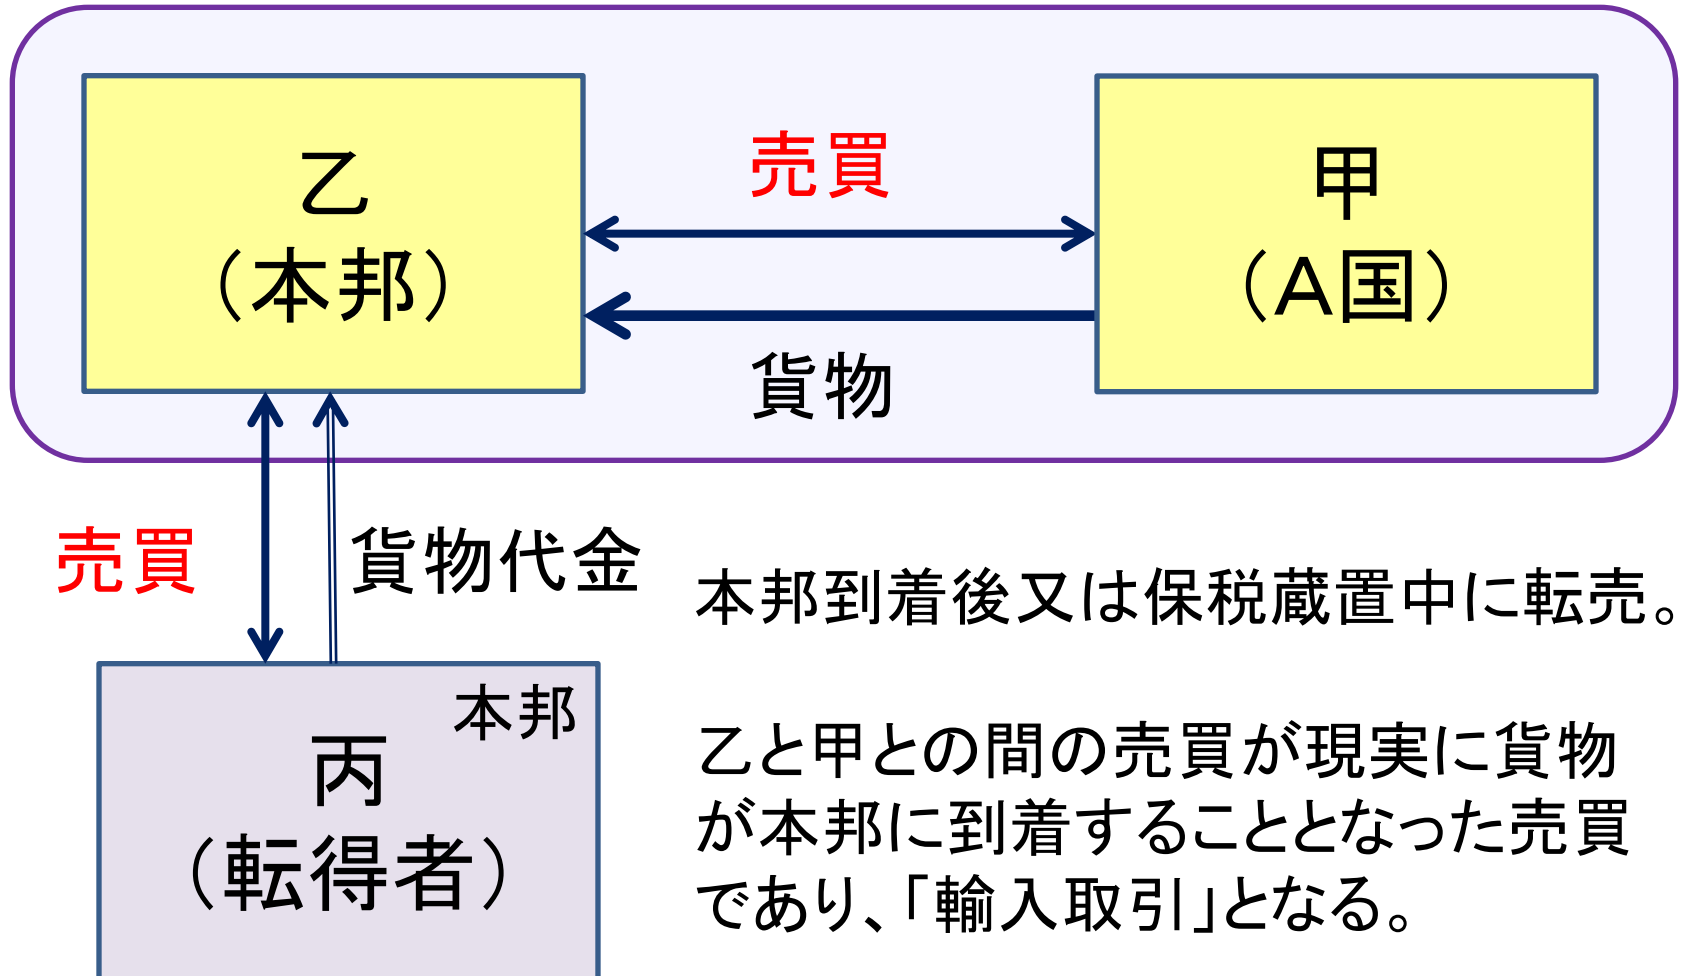 乙
（本邦）
売買
貨物
甲
（A国）
売買
貨物代金
本邦
丙
（転得者）
本邦到着後又は保税蔵置中に転売。
乙と甲との間の売買が現実に貨物
が本邦に到着することとなった売買
であり、「輸入取引」となる。